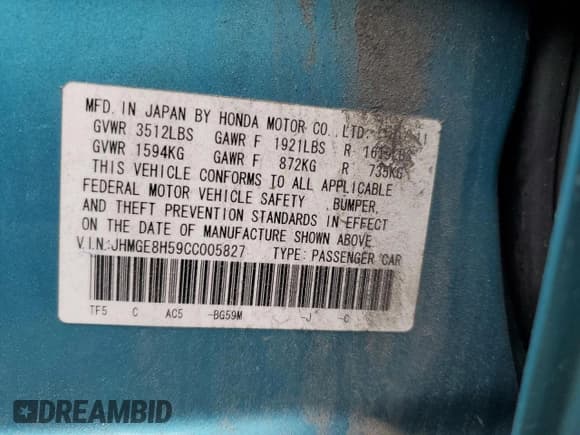 MFD. IN JAPAN BY HONDA MOTOR CO., LTD.
GVWR 3512LBS GAWR F 1921LBS R 1619LBS
GVWR 1594KG GAWR F 872KG R 735KG
THIS VEHICLE CONFORMS TO ALL APPLICABLE
FEDERAL MOTOR VEHICLE SAFETY , BUMPER,
AND THEFT PREVENTION STANDARDS IN EFFECT
ON THE DATE OF MANUFACTURE SHOWN ABOVE
V.I.N.:JHMGE8H59CC005827 TYPE: PASSENGER CAR
TF5 C AC5 -BG59M -J -C
DREAMBID